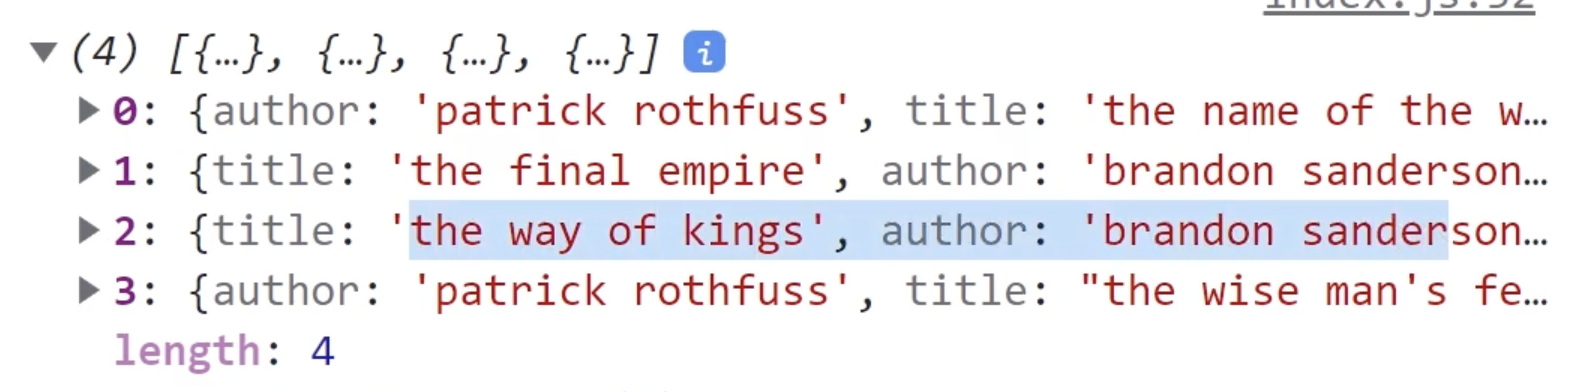 index.js:52
▼ (4) [{…}, {…}, {…}, {…}] i
▶ 0: {author: 'patrick rothfuss', title: 'the name of the w…
▶ 1: {title: 'the final empire', author: 'brandon sanderson…
▶ 2: {title: 'the way of kings', author: 'brandon sanderson…
▶ 3: {author: 'patrick rothfuss', title: "the wise man's fe…
length: 4